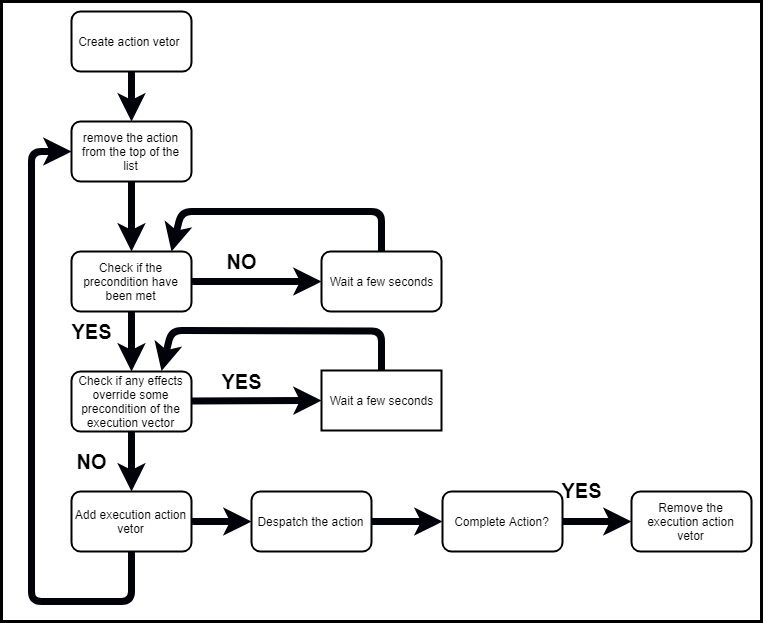 Create action vetor
remove the action
from the top of the
list
Check if the
precondition have
been met
NO
Wait a few seconds
YES
Check if any effects
override some
precondition of the
execution vector
YES
Wait a few seconds
NO
Add execution action
vetor
Despatch the action
Complete Action?
YES
Remove the
execution action
vetor